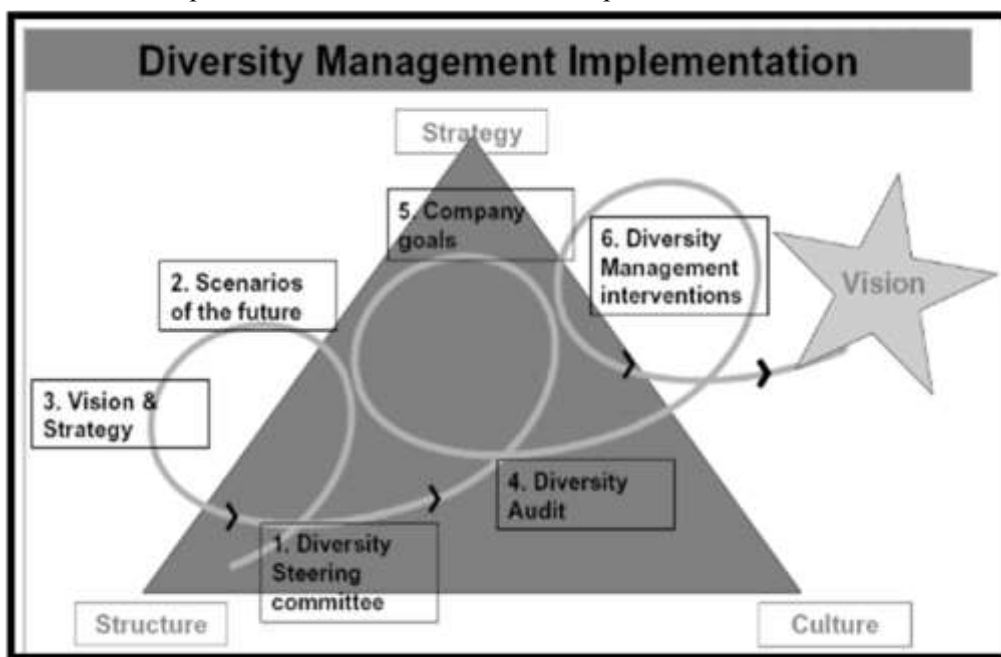 Diversity Management Implementation
Strategy
5. Company
goals
6. Diversity
Management
interventions
Vision
2. Scenarios
of the future
3. Vision &
Strategy
4. Diversity
Audit
1. Diversity
Steering
committee
Structure
Culture